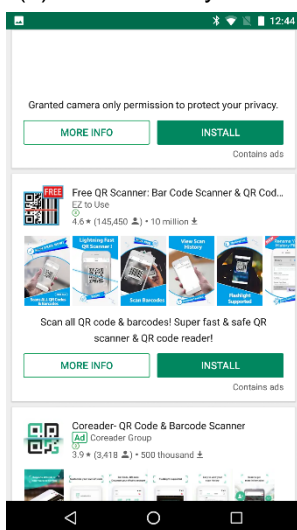 12:44
Granted camera only permission to protect your privacy.
MORE INFO INSTALL
Contains ads
FREE Free QR Scanner: Bar Code Scanner & QR Cod...
EZ to Use
4.6★ (145,450) • 10 million
Lightning Fast
QR Scanner!
View Scan
History
Scan Barcodes
Flashlight
Supported
Scan all QR code & barcodes! Super fast & safe QR
scanner & QR code reader!
MORE INFO INSTALL
Contains ads
Coreader- QR Code & Barcode Scanner
Ad Coreader Group
3.9★ (3,418) • 500 thousand